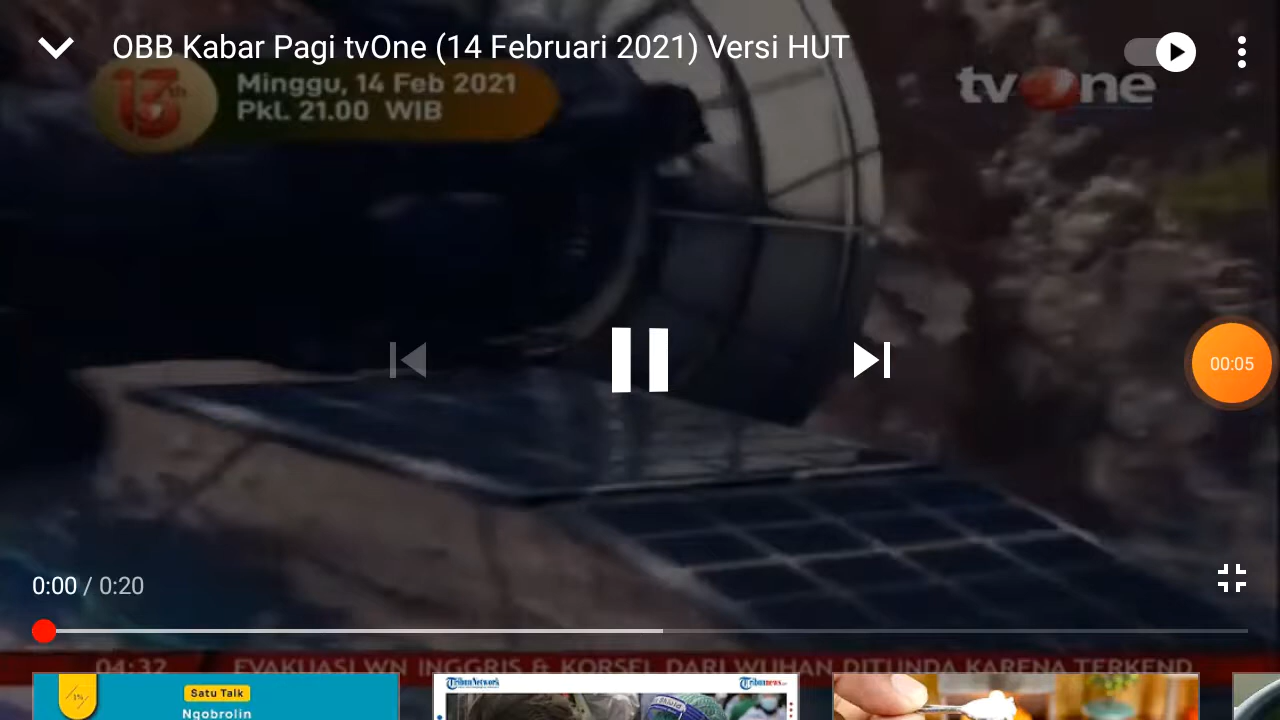 OBB Kabar Pagi tvOne (14 Februari 2021) Versi HUT
13th
Minggu, 14 Feb 2021
Pkl. 21.00 WIB
tvOne
00:05
0:00 / 0:20
04:32 EVAKUASI WN INGGRIS & KORSEL DARI WUHAN DITUNDA KARENA TERKEND
Satu Talk
Ngobrolin
TribunNetwork
Tribunnews